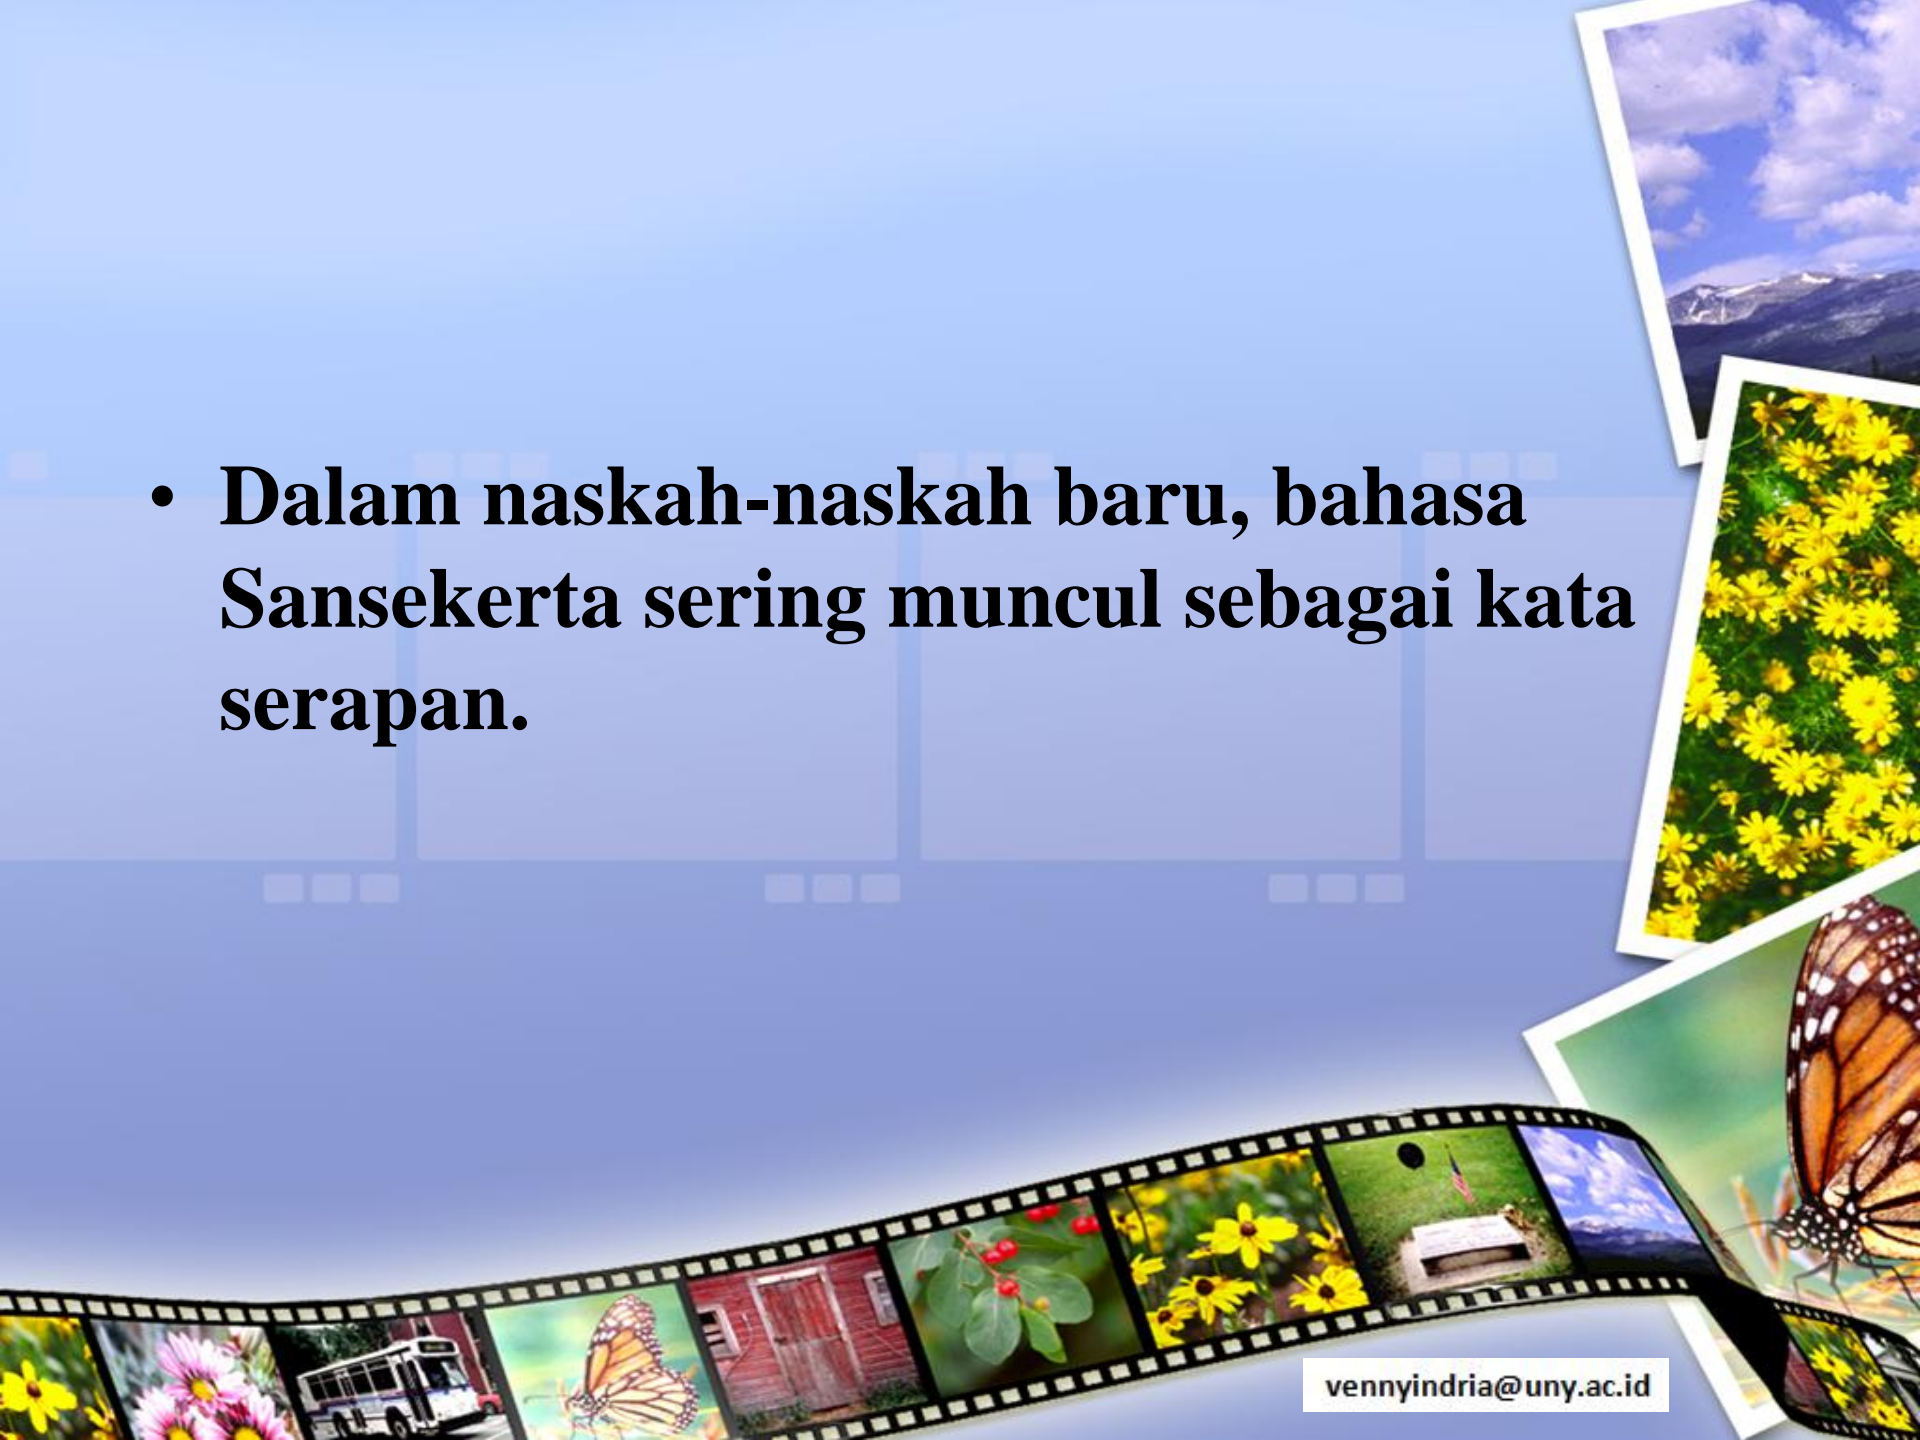 • Dalam naskah-naskah baru, bahasa
Sansekerta sering muncul sebagai kata
serapan.
vennyindria@uny.ac.id